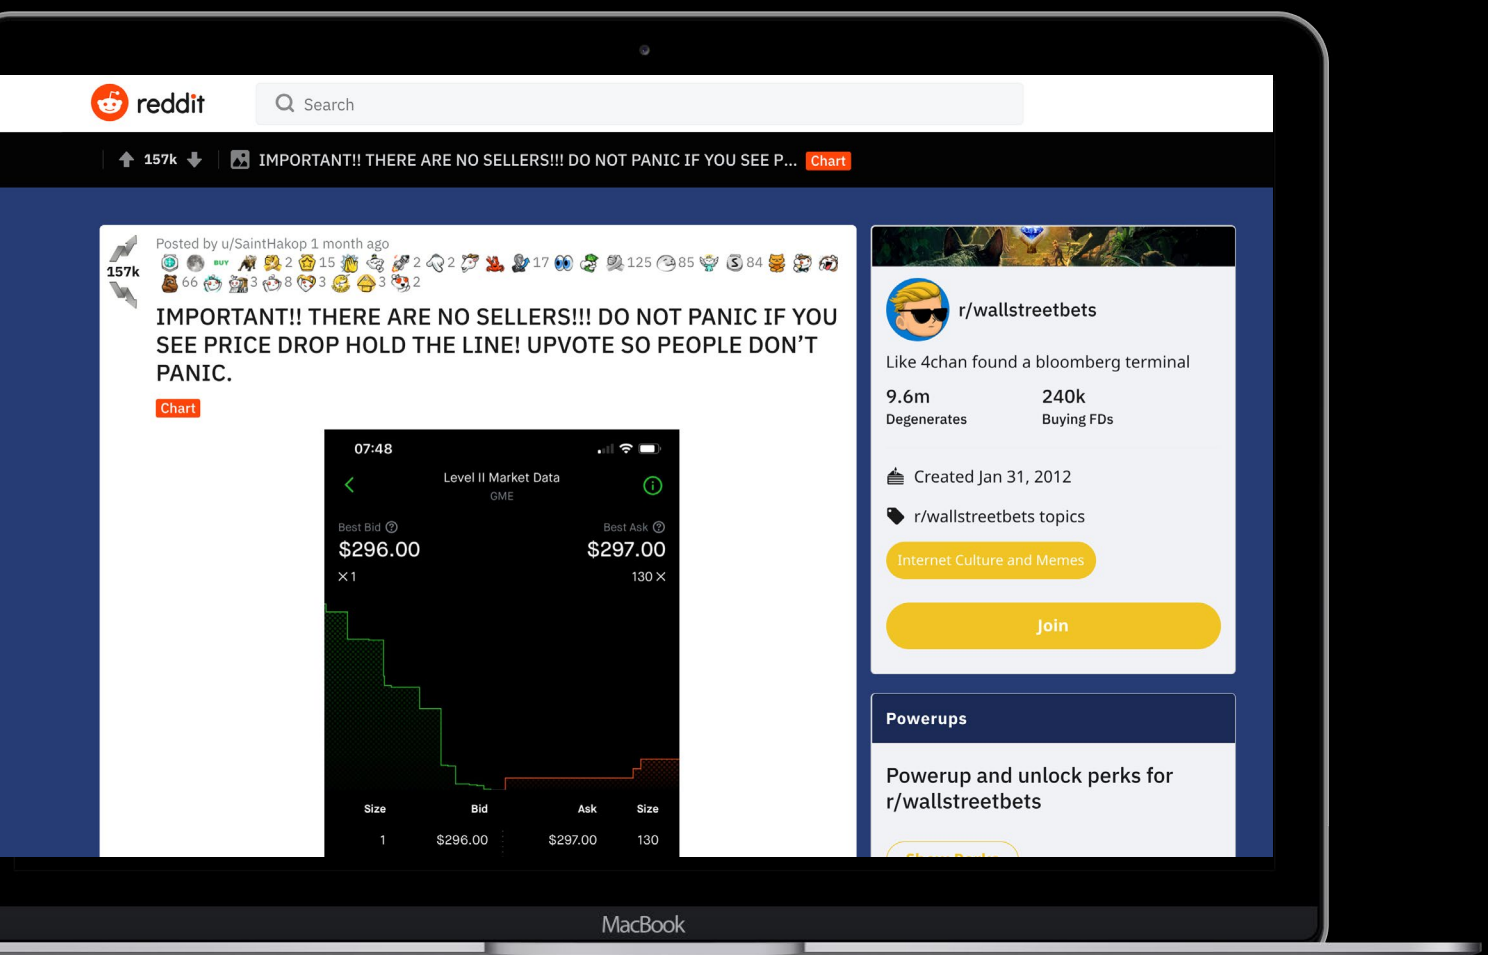 reddit
Search
157k
IMPORTANT!! THERE ARE NO SELLERS!!! DO NOT PANIC IF YOU SEE P... Chart
Posted by u/SaintHakop 1 month ago
157k
BUY 2 15 2 2 17 125 85 S 84
66 3 8 3 3 2
IMPORTANT!! THERE ARE NO SELLERS!!! DO NOT PANIC IF YOU
SEE PRICE DROP HOLD THE LINE! UPVOTE SO PEOPLE DON’T
PANIC.
Chart
07:48
Level II Market Data
GME
Best Bid
Best Ask
$296.00
$297.00
×1
130 ×
Size Bid Ask Size
1 $296.00 $297.00 130
r/wallstreetbets
Like 4chan found a bloomberg terminal
9.6m 240k
Degenerates Buying FDs
Created Jan 31, 2012
r/wallstreetbets topics
Internet Culture and Memes
Join
Powerups
Powerup and unlock perks for
r/wallstreetbets
MacBook